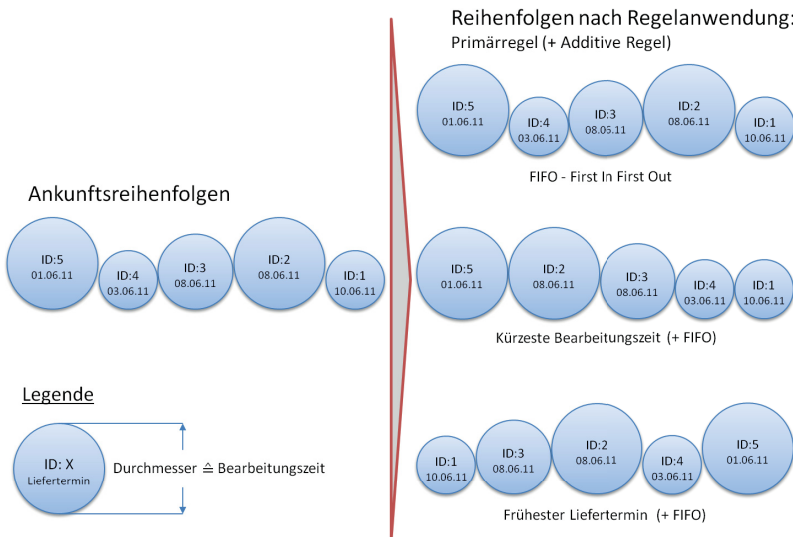 Reihenfolgen nach Regelanwendung:
Primärregel (+ Additive Regel)
ID:5
01.06.11
ID:4
03.06.11
ID:3
08.05.11
ID:2
08.06.11
ID:1
10.06.11
FIFO - First In First Out
Ankunftsreihenfolgen
ID:5
01.06.11
ID:4
03.06.11
ID:3
08.06.11
ID:2
08.06.11
ID:1
10.06.11
ID:5
01.06.11
ID:2
08.06.11
ID:3
08.06.11
ID:4
03.06.11
ID:1
10.06.11
Kürzeste Bearbeitungszeit (+ FIFO)
Legende
ID: X
Liefertermin
Durchmesser ≙ Bearbeitungszeit
ID:1
10.06.11
ID:3
08.06.11
ID:2
08.06.11
ID:4
03.06.11
ID:5
01.06.11
Frühester Liefertermin (+ FIFO)